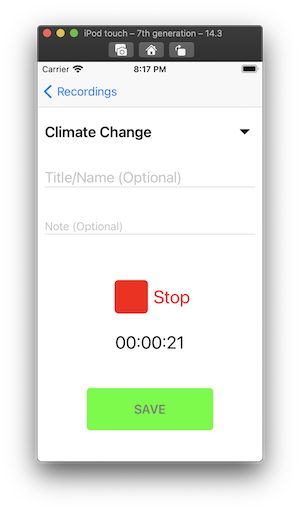 iPod touch – 7th generation – 14.3
Carrier 8:17 PM
Recordings
Climate Change
Title/Name (Optional)
Note (Optional)
Stop
00:00:21
SAVE